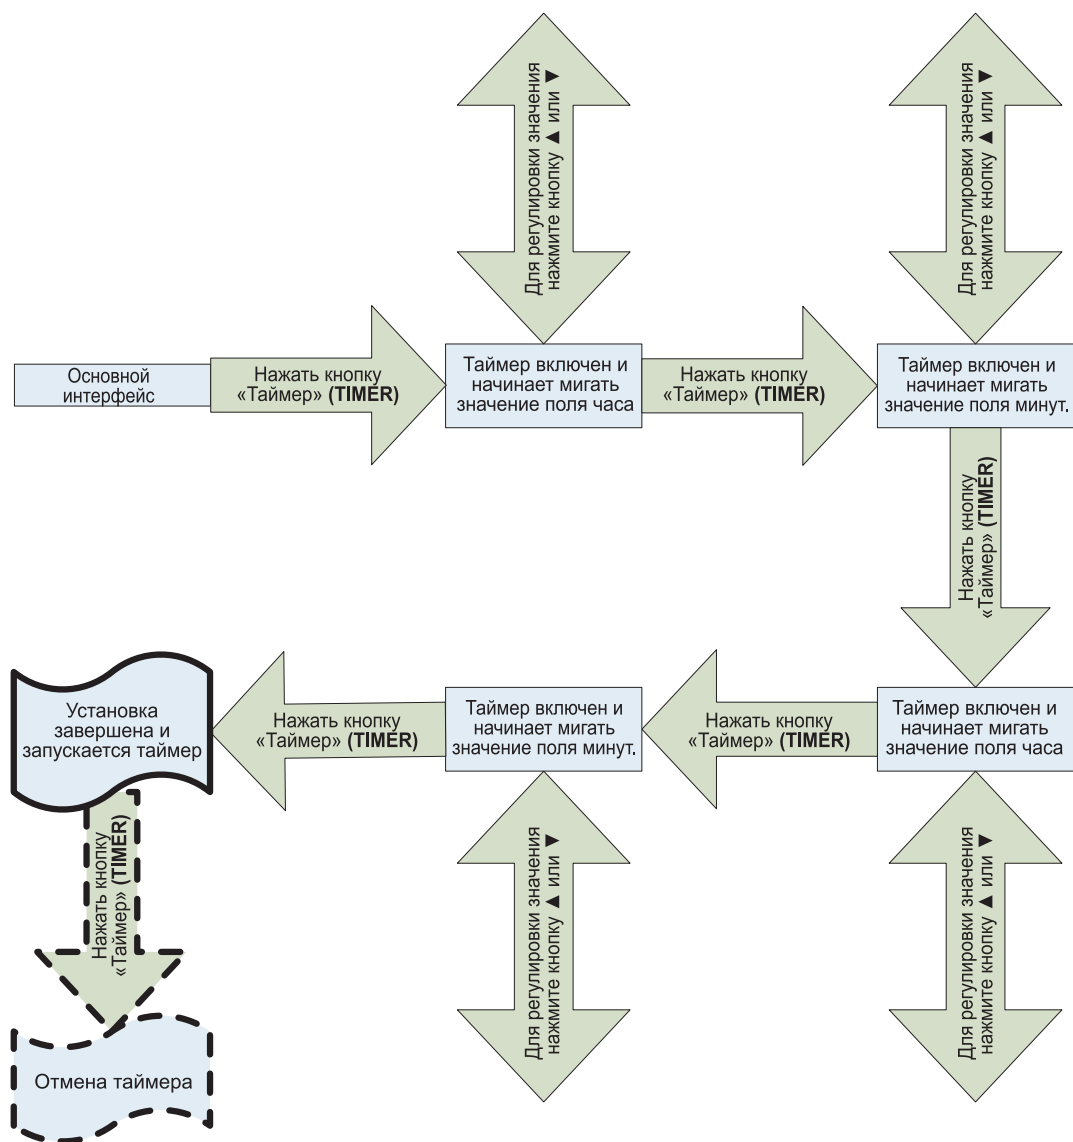 Для регулировки значения
нажмите кнопку ▲ или ▼
Для регулировки значения
нажмите кнопку ▲ или ▼
Основной
интерфейс
Нажать кнопку
«Таймер» (TIMER)
Таймер включен и
начинает мигать
значение поля часа
Нажать кнопку
«Таймер» (TIMER)
Таймер включен и
начинает мигать
значение поля минут.
Нажать кнопку
«Таймер» (TIMER)
Таймер включен и
начинает мигать
значение поля часа
Нажать кнопку
«Таймер» (TIMER)
Таймер включен и
начинает мигать
значение поля минут.
Нажать кнопку
«Таймер» (TIMER)
Установка
завершена и
запускается таймер
Для регулировки значения
нажмите кнопку ▲ или ▼
Для регулировки значения
нажмите кнопку ▲ или ▼
Нажать кнопку
«Таймер» (TIMER)
Отмена таймера